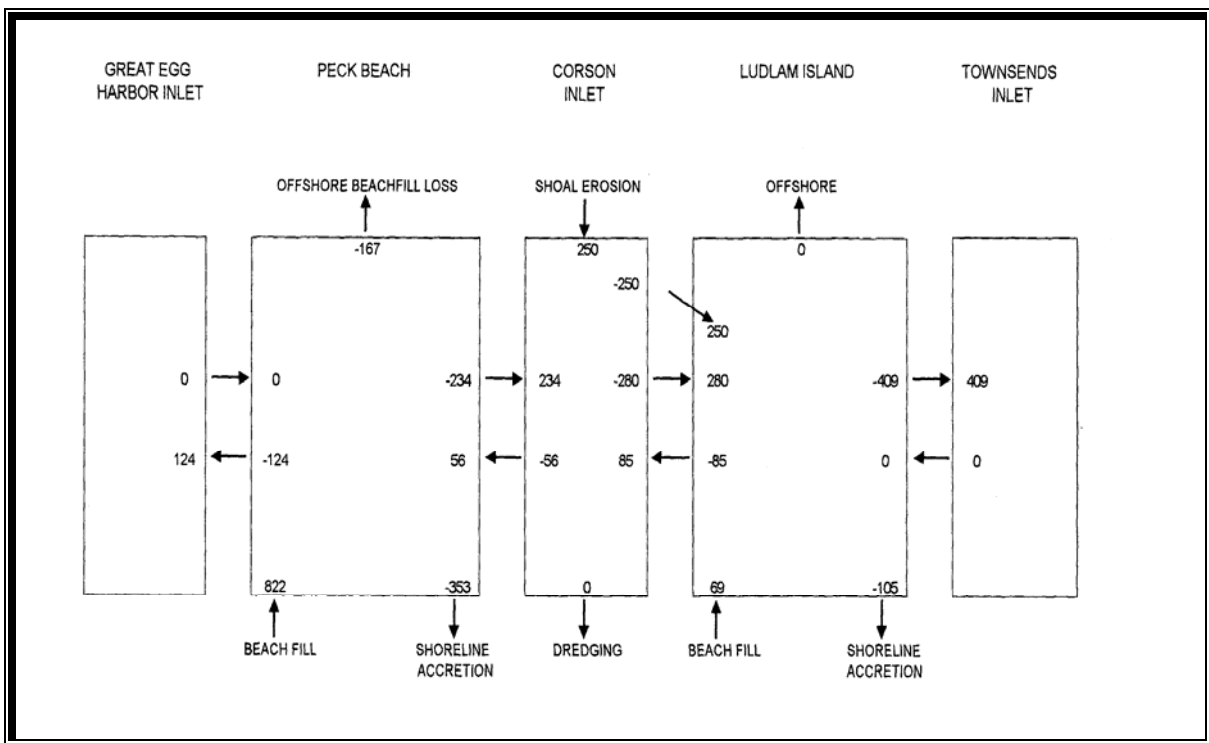 GREAT EGG
HARBOR INLET
PECK BEACH
CORSON
INLET
LUDLAM ISLAND
TOWNSENDS
INLET
OFFSHORE BEACHFILL LOSS
SHOAL EROSION
OFFSHORE
-167
250
0
-250
250
0
0
-234
234
-280
280
-409
409
124
-124
56
-56
85
-85
0
0
822
-353
0
69
-105
BEACH FILL
SHORELINE
ACCRETION
DREDGING
BEACH FILL
SHORELINE
ACCRETION